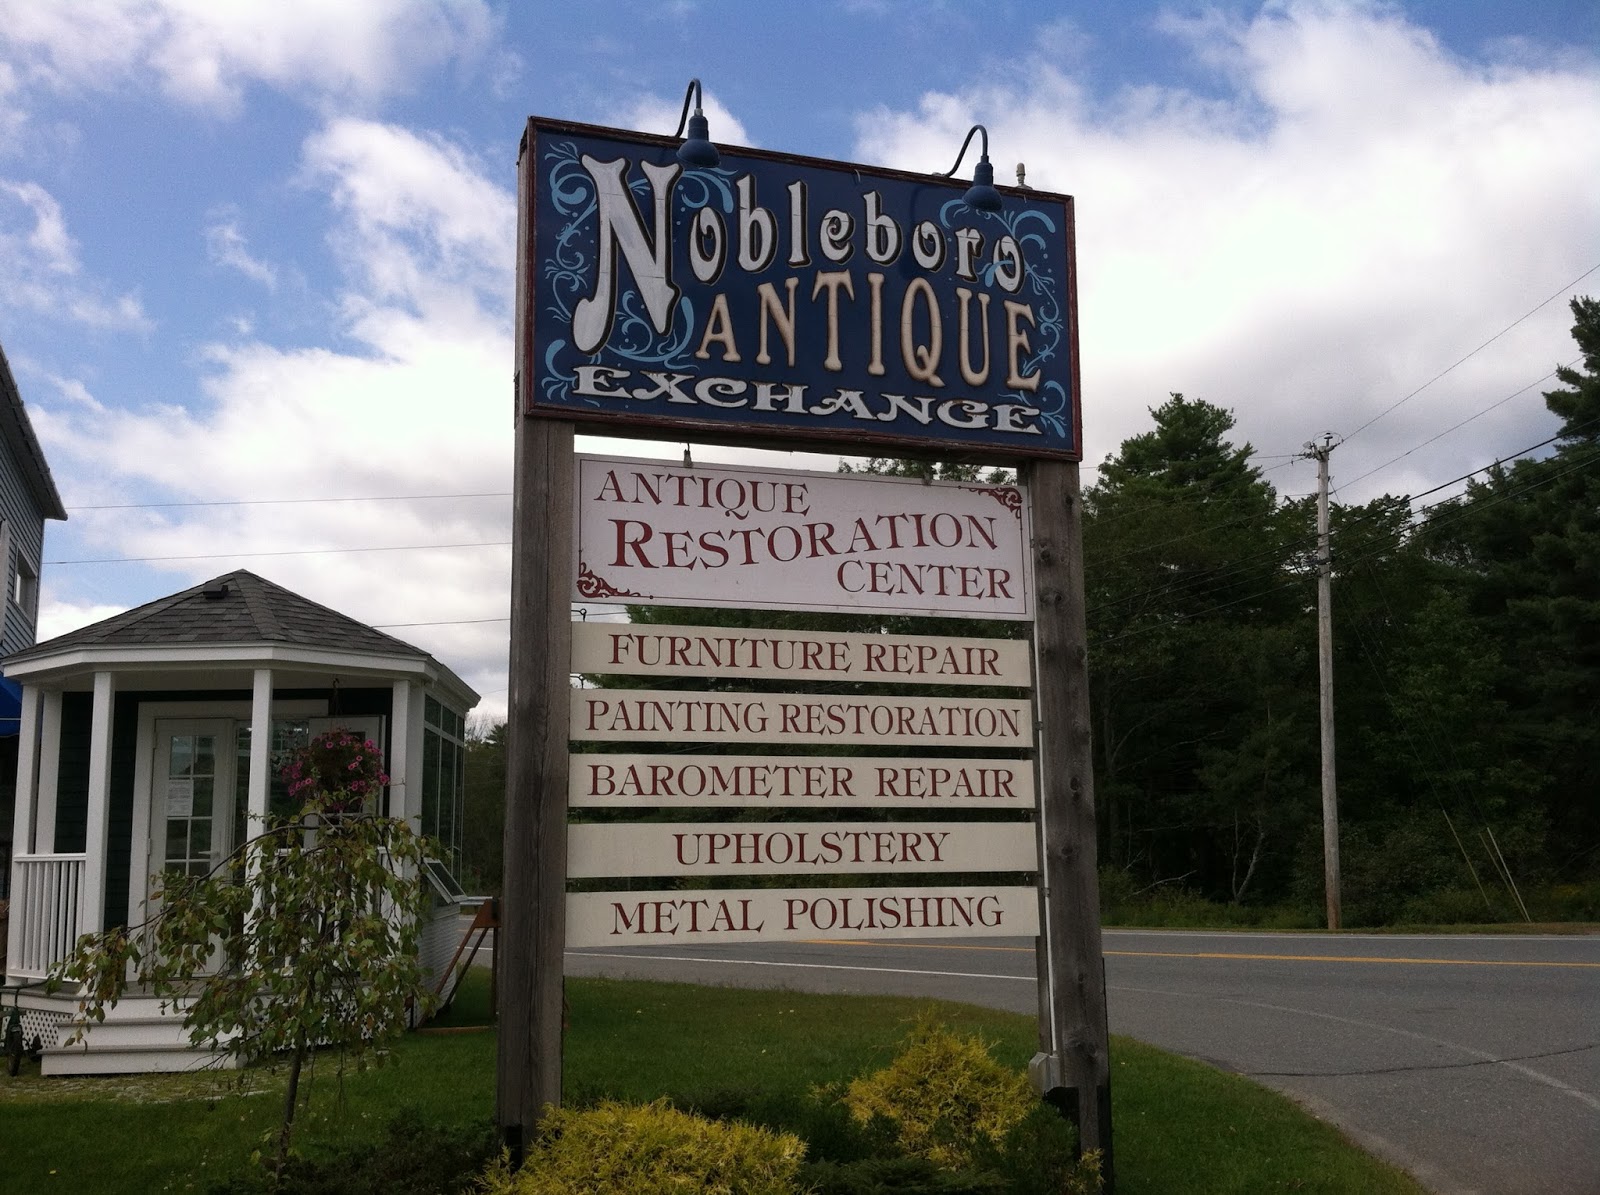 Nobleboro
ANTIQUE
EXCHANGE
ANTIQUE
RESTORATION
CENTER
FURNITURE REPAIR
PAINTING RESTORATION
BAROMETER REPAIR
UPHOLSTERY
METAL POLISHING